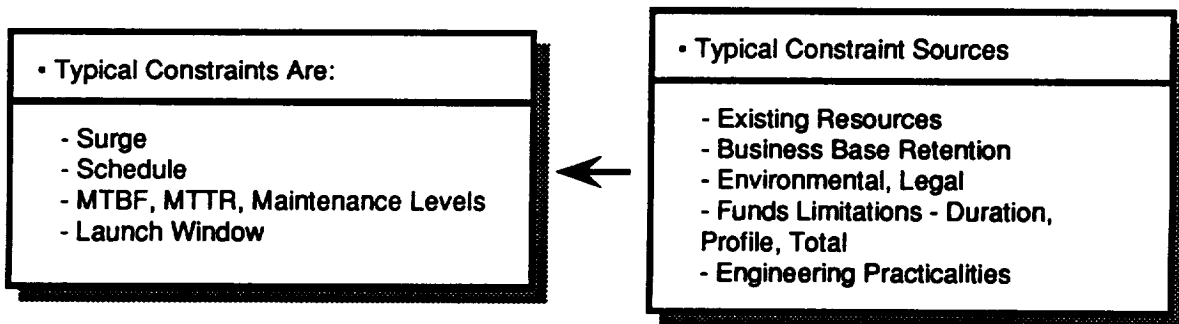 • Typical Constraints Are:
- Surge
- Schedule
- MTBF, MTTR, Maintenance Levels
- Launch Window
• Typical Constraint Sources
- Existing Resources
- Business Base Retention
- Environmental, Legal
- Funds Limitations - Duration,
Profile, Total
- Engineering Practicalities